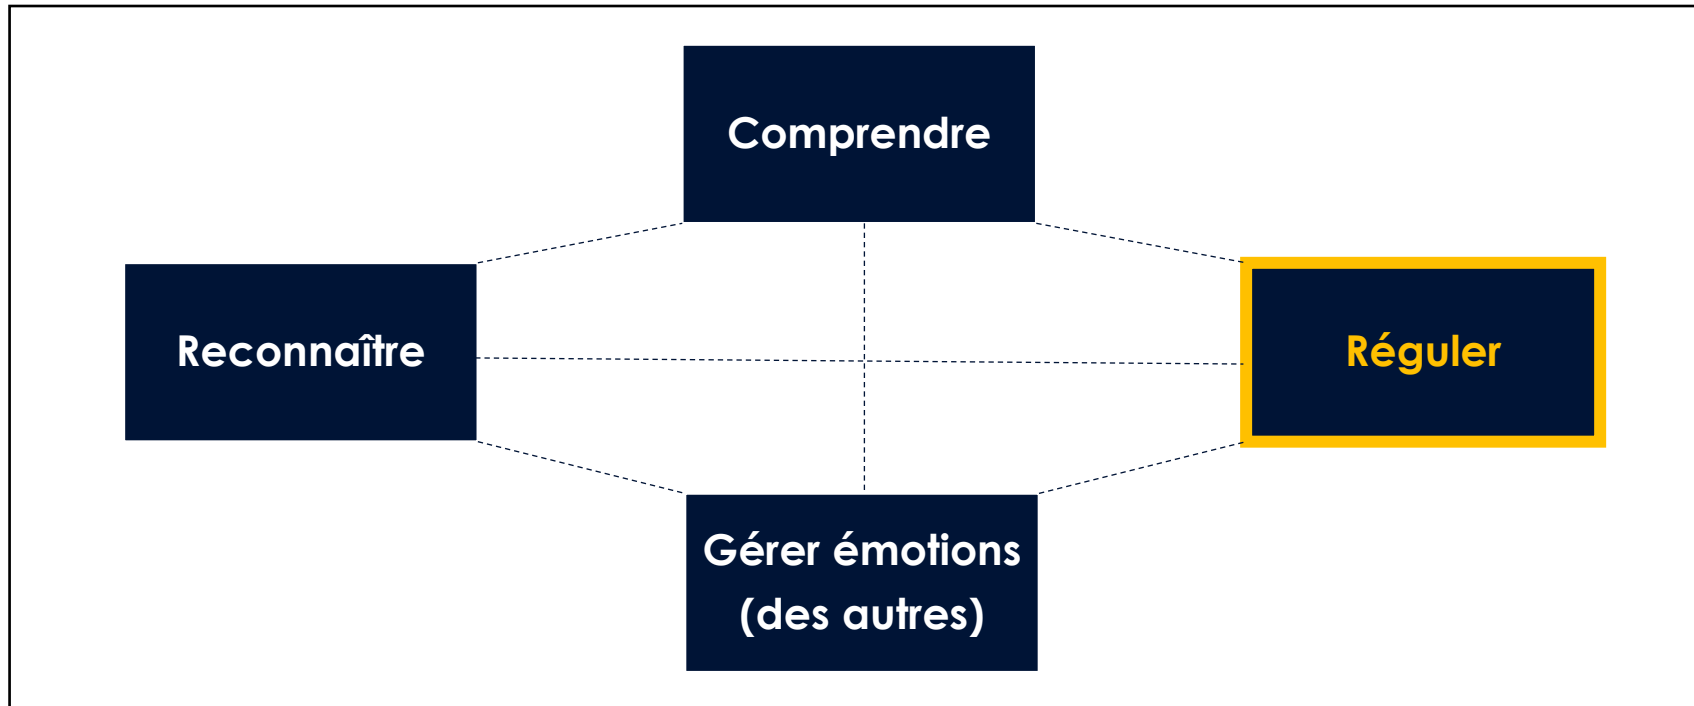 Comprendre
Reconnaître
Réguler
Gérer émotions
(des autres)